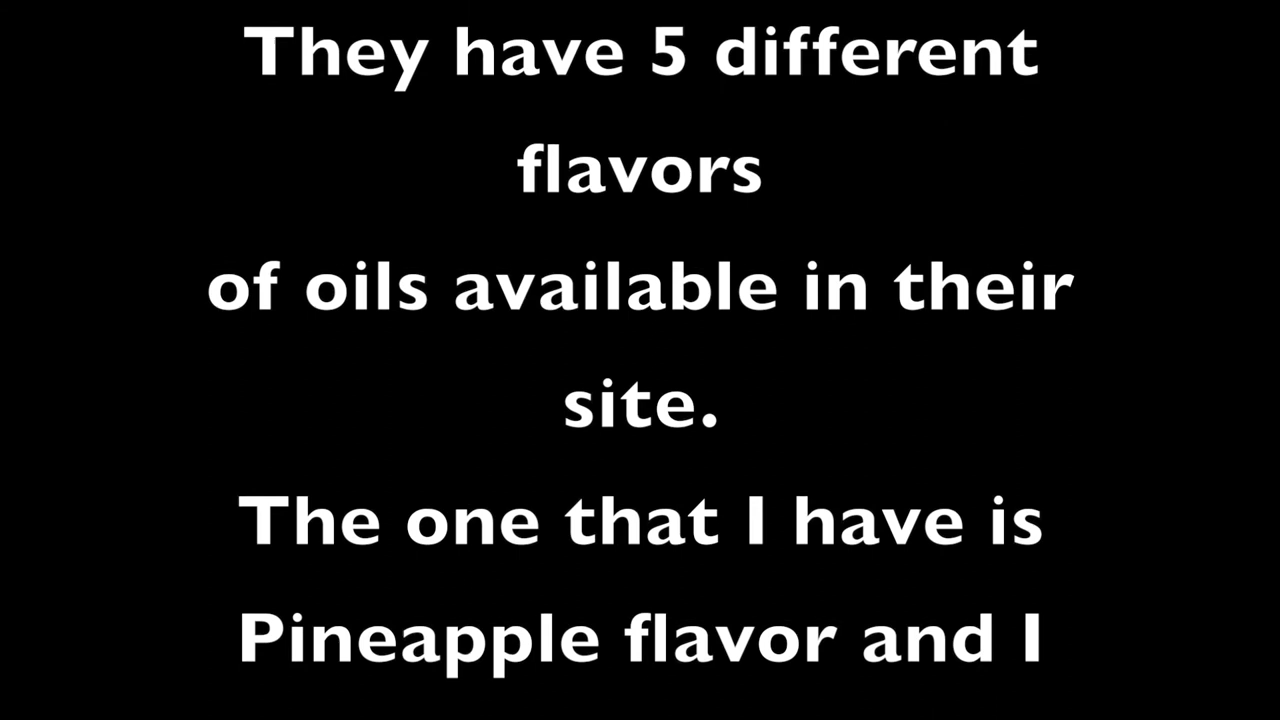 They have 5 different
flavors
of oils available in their
site.
The one that I have is
Pineapple flavor and I